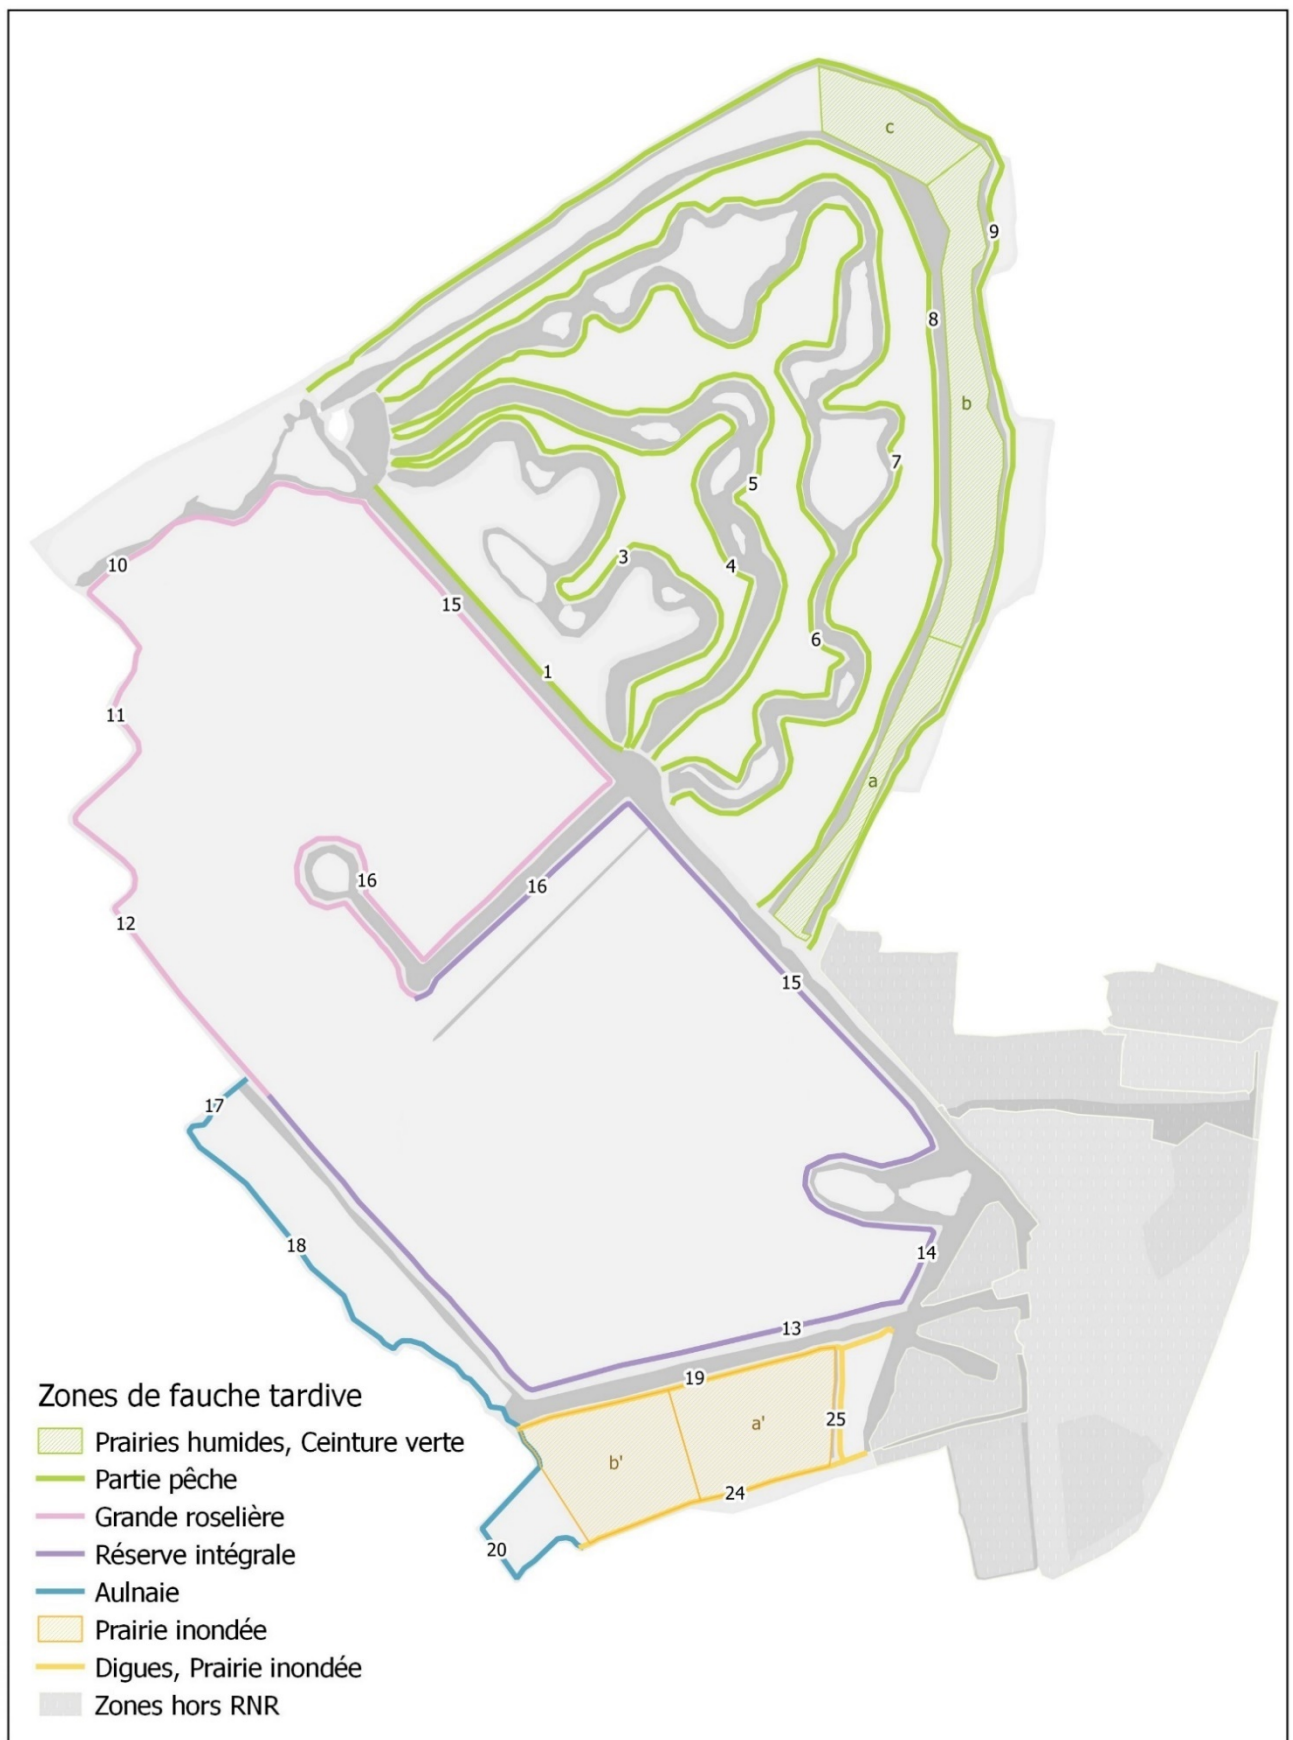 c
9
8
b
7
5
3
4
10
15
6
1
11
a
16
16
12
15
17
18
14
13
19
a'
25
b'
24
20
Zones de fauche tardive
Prairies humides, Ceinture verte
Partie pêche
Grande roselière
Réserve intégrale
Aulnaie
Prairie inondée
Digues, Prairie inondée
Zones hors RNR